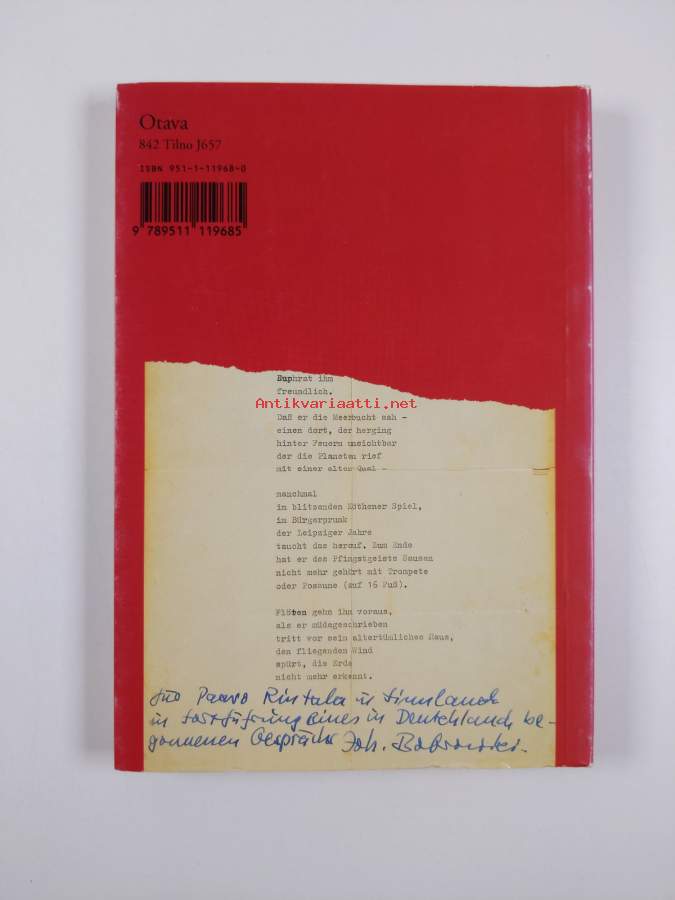 Otava
842 Tilno J657
ISBN 951-1-11968-0
9 789511 119685
Euphrat ihm
freundlich.
Antikvariaatti.net
Daß er die Meerbucht sah -
einen dort, der herging
hinter Feuern unsichtbar
der die Planeten rief
mit einer alten Qual -
manchmal
im blitzenden Köthener Spiel,
im Bürgerprunk
der Leipziger Jahre
taucht das herauf. Zum Ende
hat er des Pfingstgeists Sausen
nicht mehr gehört mit Trompete
oder Posaune (auf 16 Fuß).
Flöten gehn ihm voraus,
als er müdegeschrieben
tritt vor sein altertümliches Haus,
den fliegenden Wind
spürt, die Erde
nicht mehr erkennt.
Paavo Rintala in Finnland
in Fortführung eines in Deutschland be-
gonnenen Gesprächs Joh. Bobrowski.